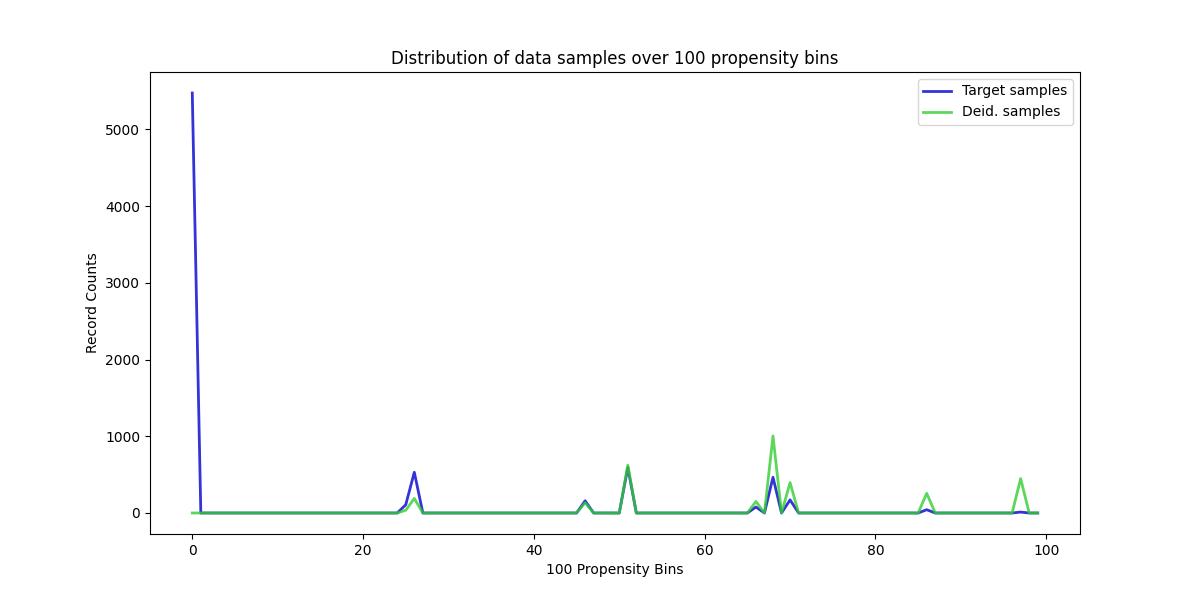 Distribution of data samples over 100 propensity bins
Target samples
Deid. samples
5000
4000
3000
2000
1000
0
Record Counts
0 20 40 60 80 100
100 Propensity Bins